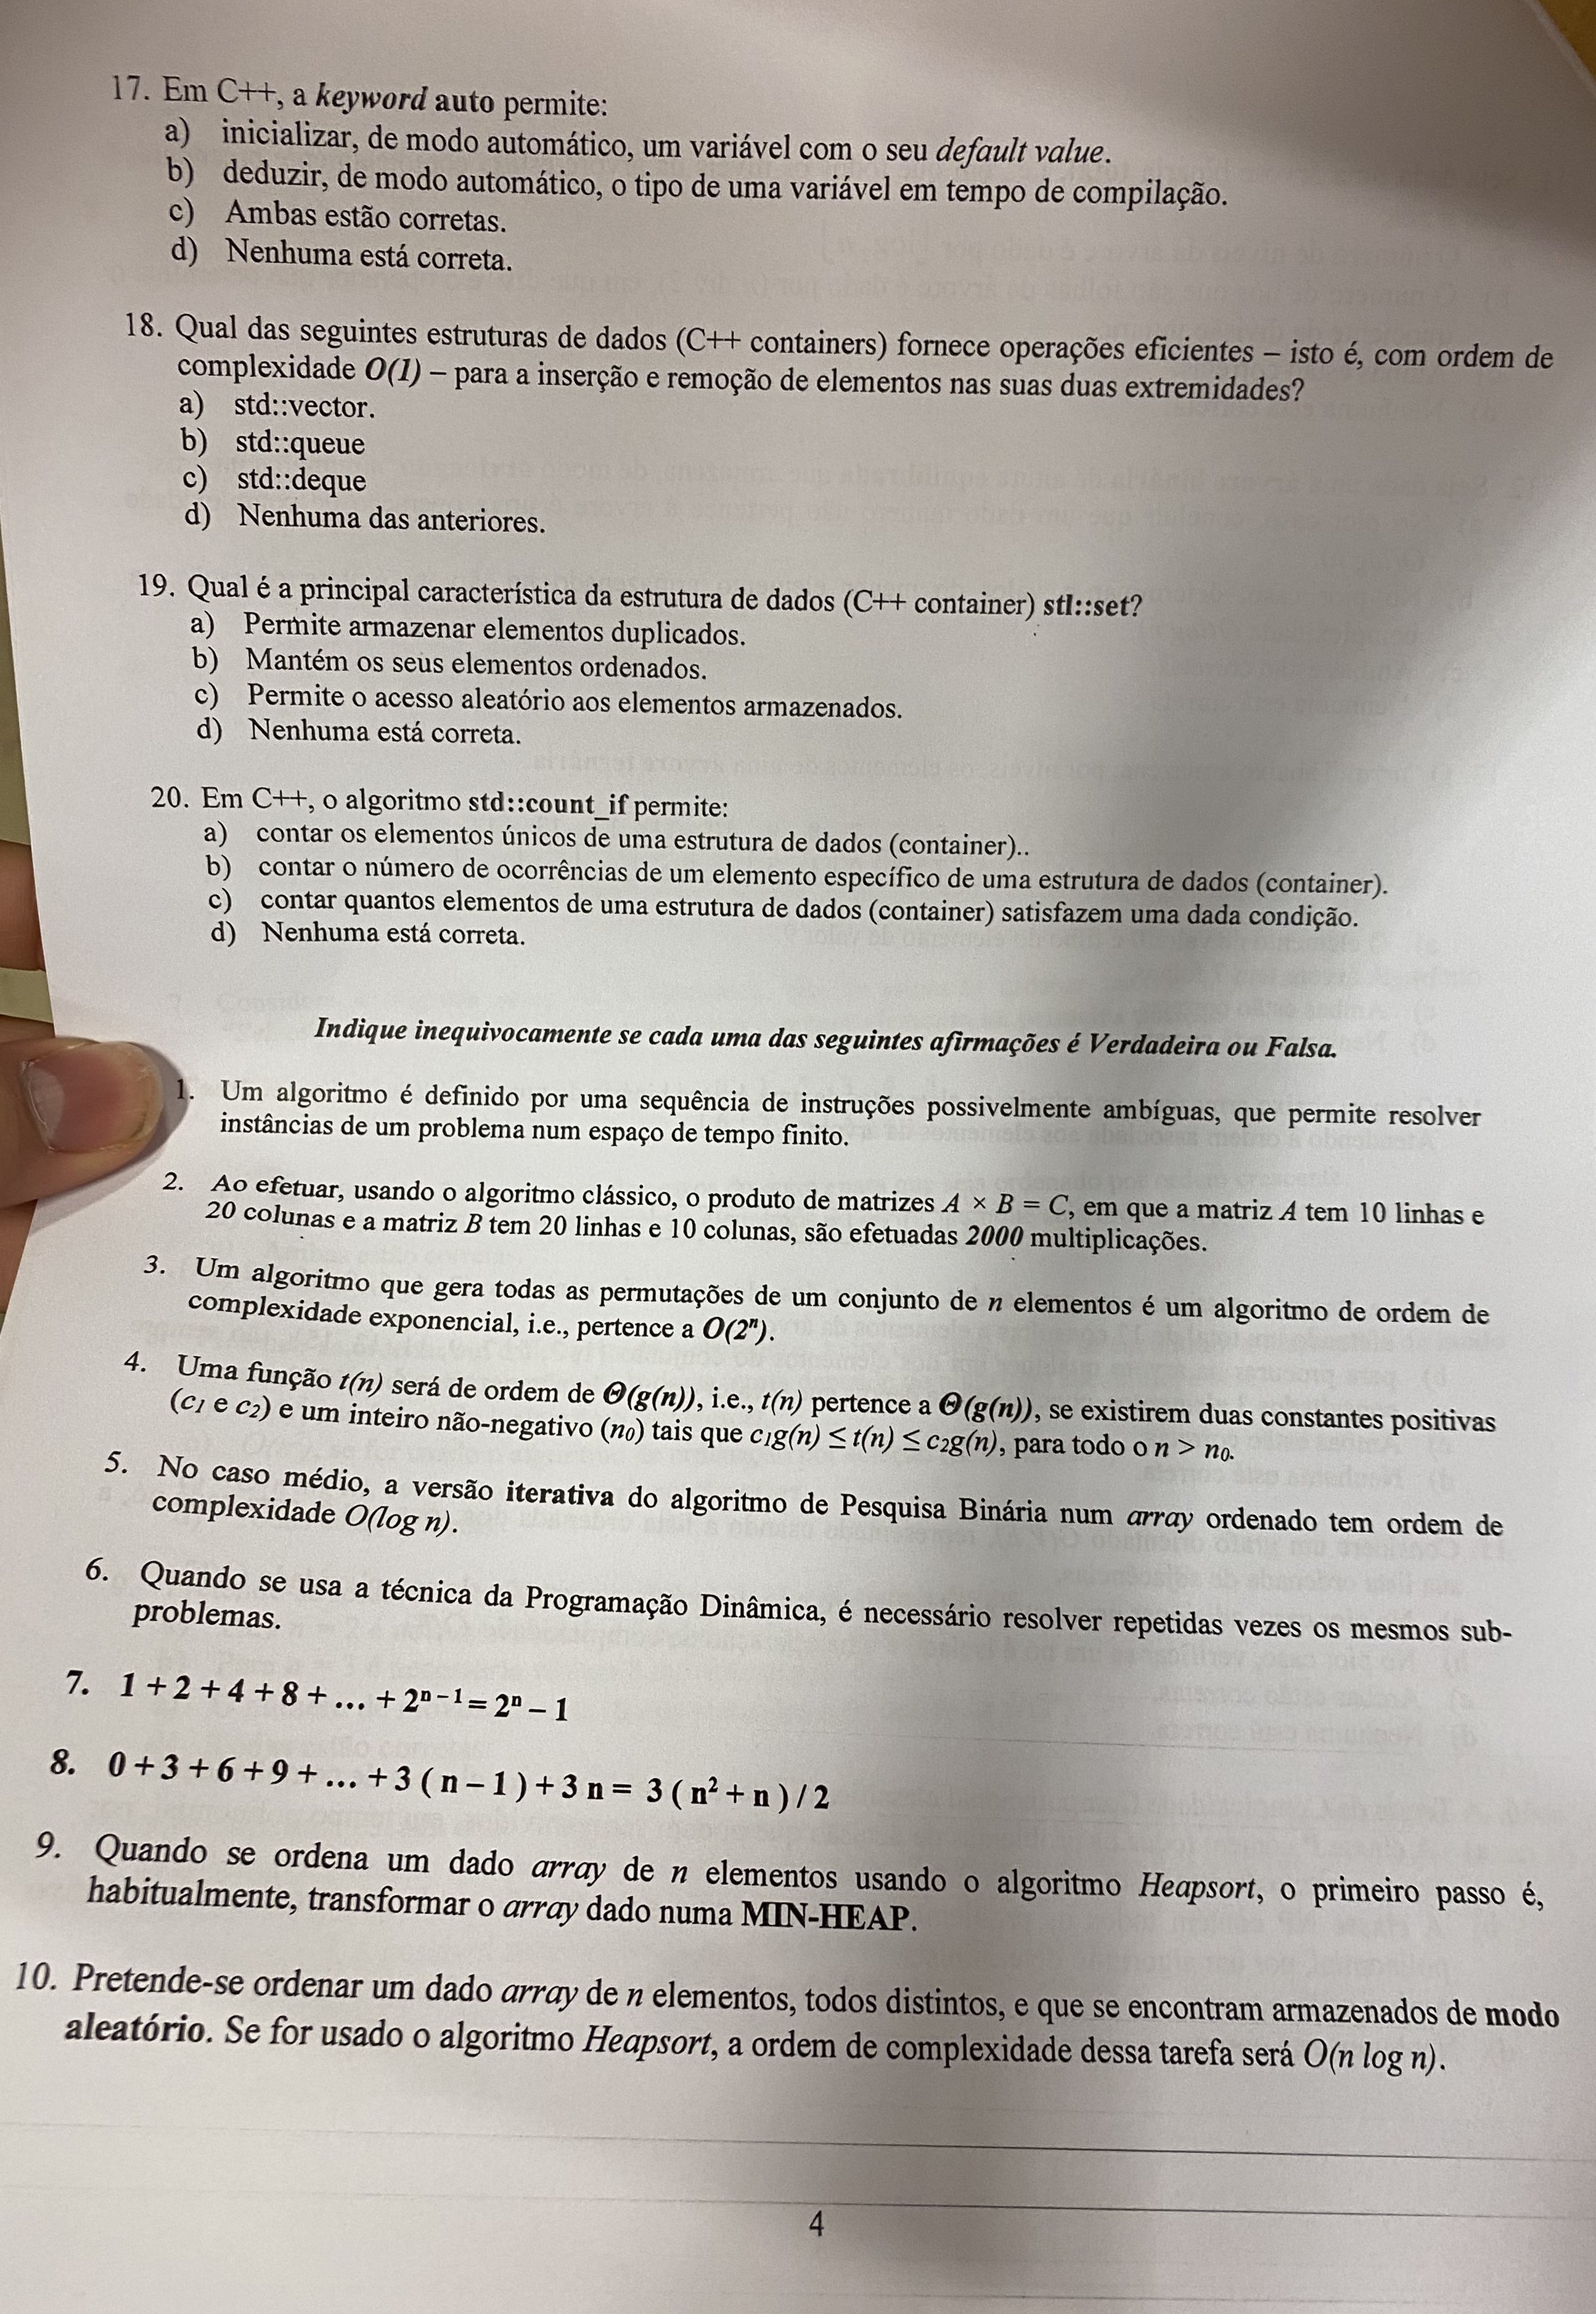 17. Em C++, a keyword auto permite:
a) inicializar, de modo automático, um variável com o seu default value.
b) deduzir, de modo automático, o tipo de uma variável em tempo de compilação.
c) Ambas estão corretas.
d) Nenhuma está correta.
18. Qual das seguintes estruturas de dados (C++ containers) fornece operações eficientes – isto é, com ordem de
complexidade O(1) – para a inserção e remoção de elementos nas suas duas extremidades?
a) std::vector.
b) std::queue
c) std::deque
d) Nenhuma das anteriores.
19. Qual é a principal característica da estrutura de dados (C++ container) stl::set?
a) Permite armazenar elementos duplicados.
b) Mantém os seus elementos ordenados.
c) Permite o acesso aleatório aos elementos armazenados.
d) Nenhuma está correta.
20. Em C++, o algoritmo std::count_if permite:
a) contar os elementos únicos de uma estrutura de dados (container)..
b) contar o número de ocorrências de um elemento específico de uma estrutura de dados (container).
c) contar quantos elementos de uma estrutura de dados (container) satisfazem uma dada condição.
d) Nenhuma está correta.
Indique inequivocamente se cada uma das seguintes afirmações é Verdadeira ou Falsa.
1. Um algoritmo é definido por uma sequência de instruções possivelmente ambíguas, que permite resolver
instâncias de um problema num espaço de tempo finito.
2. Ao efetuar, usando o algoritmo clássico, o produto de matrizes A × B = C, em que a matriz A tem 10 linhas e
20 colunas e a matriz B tem 20 linhas e 10 colunas, são efetuadas 2000 multiplicações.
3. Um algoritmo que gera todas as permutações de um conjunto de n elementos é um algoritmo de ordem de
complexidade exponencial, i.e., pertence a O(2ⁿ).
4. Uma função t(n) será de ordem de Θ(g(n)), i.e., t(n) pertence a Θ(g(n)), se existirem duas constantes positivas
(c₁ e c₂) e um inteiro não-negativo (n₀) tais que c₁g(n) ≤ t(n) ≤ c₂g(n), para todo o n > n₀.
5. No caso médio, a versão iterativa do algoritmo de Pesquisa Binária num array ordenado tem ordem de
complexidade O(log n).
6. Quando se usa a técnica da Programação Dinâmica, é necessário resolver repetidas vezes os mesmos sub-
problemas.
7. 1 + 2 + 4 + 8 + ... + 2ⁿ⁻¹ = 2ⁿ – 1
8. 0 + 3 + 6 + 9 + ... + 3 ( n – 1 ) + 3 n = 3 ( n² + n ) / 2
9. Quando se ordena um dado array de n elementos usando o algoritmo Heapsort, o primeiro passo é,
habitualmente, transformar o array dado numa MIN-HEAP.
10. Pretende-se ordenar um dado array de n elementos, todos distintos, e que se encontram armazenados de modo
aleatório. Se for usado o algoritmo Heapsort, a ordem de complexidade dessa tarefa será O(n log n).
4